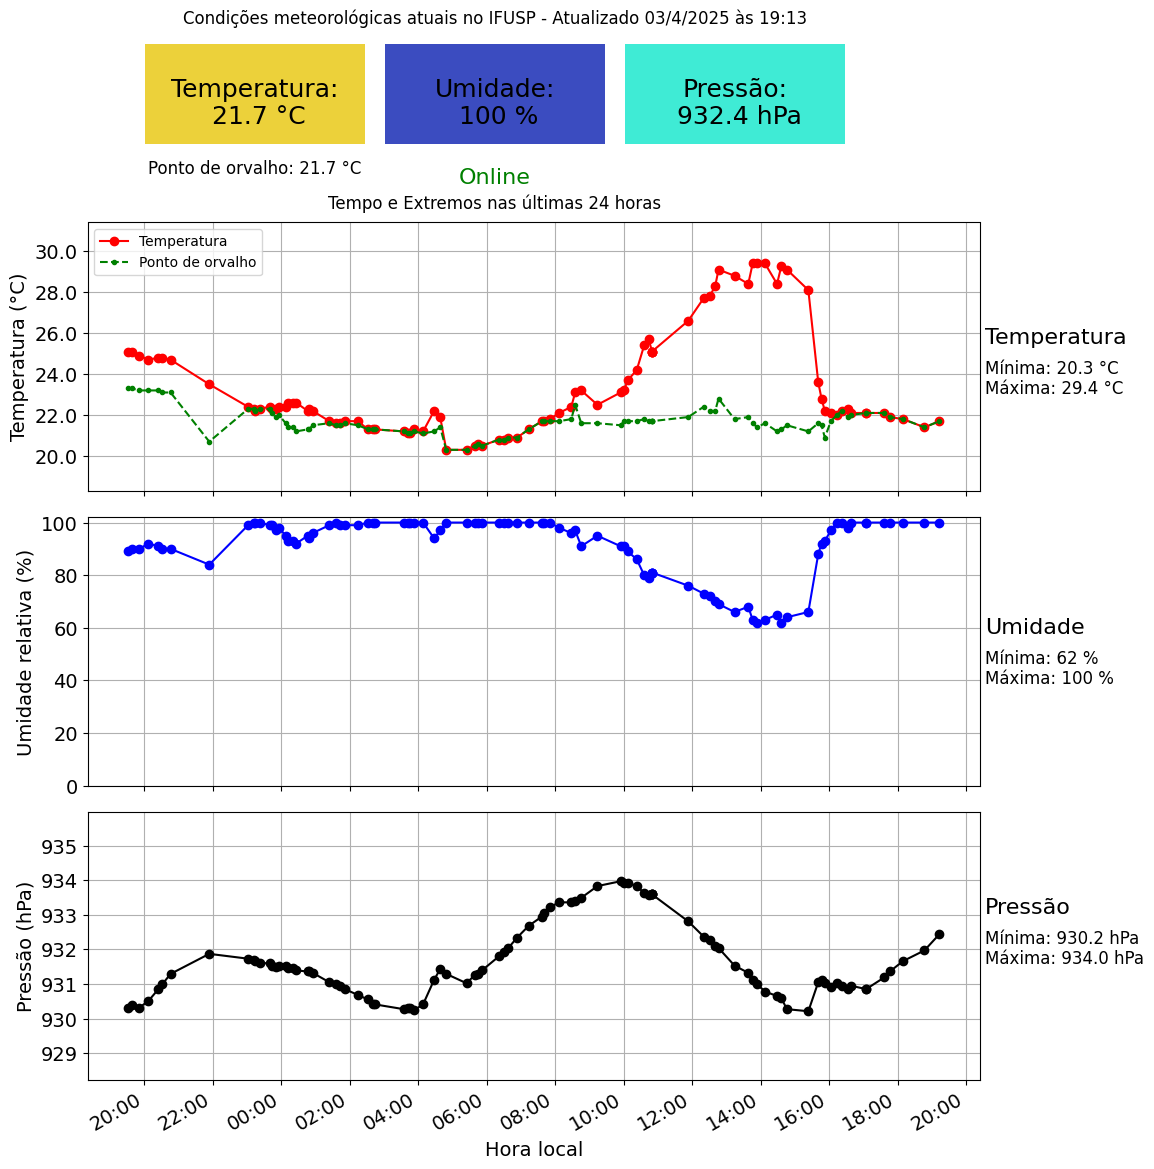 Condições meteorológicas atuais no IFUSP - Atualizado 03/4/2025 às 19:13
Temperatura:
21.7 °C
Umidade:
100 %
Pressão:
932.4 hPa
Ponto de orvalho: 21.7 °C
Online
Tempo e Extremos nas últimas 24 horas
Temperatura (°C)
30.0
28.0
26.0
24.0
22.0
20.0
Temperatura
Ponto de orvalho
Temperatura
Mínima: 20.3 °C
Máxima: 29.4 °C
Umidade relativa (%)
100
80
60
40
20
0
Umidade
Mínima: 62 %
Máxima: 100 %
Pressão (hPa)
935
934
933
932
931
930
929
Pressão
Mínima: 930.2 hPa
Máxima: 934.0 hPa
20:00 22:00 00:00 02:00 04:00 06:00 08:00 10:00 12:00 14:00 16:00 18:00 20:00
Hora local